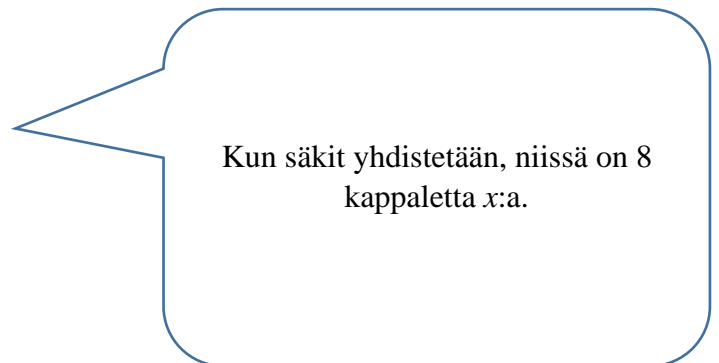 Kun säkit yhdistetään, niissä on 8
kappaletta x:a.